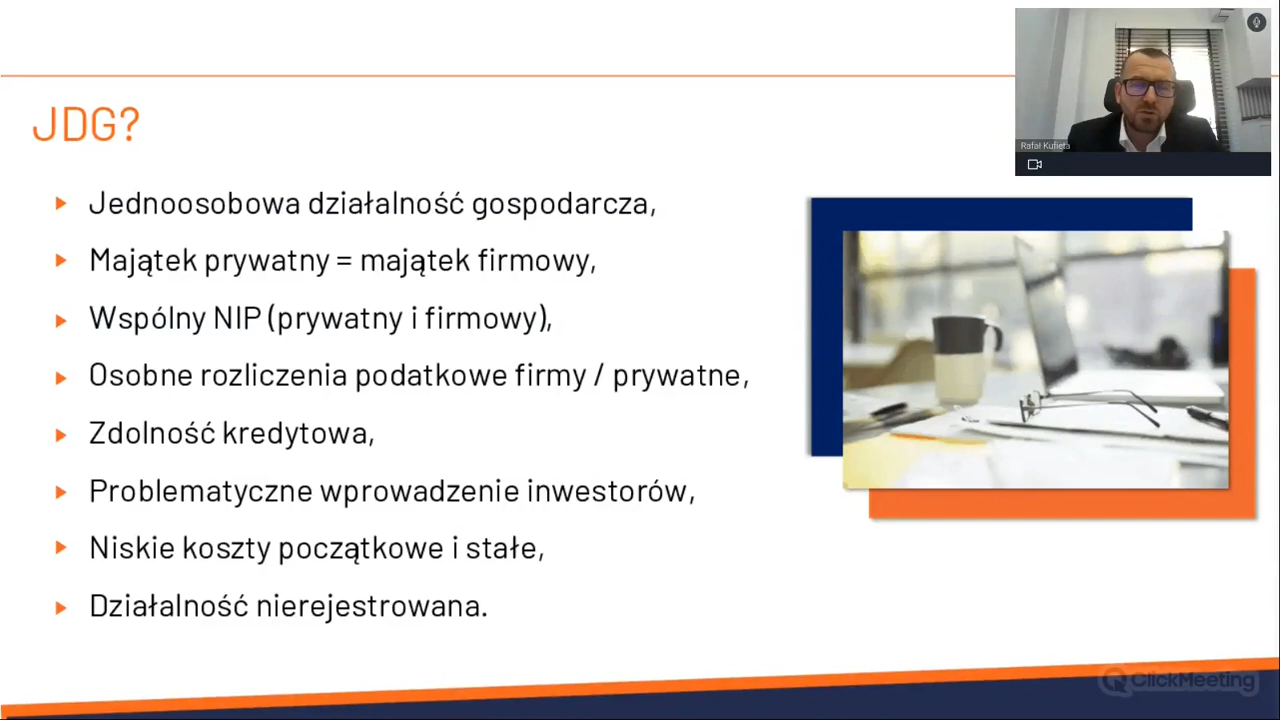 JDG?
Jednoosobowa działalność gospodarcza,
Majątek prywatny = majątek firmowy,
Wspólny NIP (prywatny i firmowy),
Osobne rozliczenia podatkowe firmy / prywatne,
Zdolność kredytowa,
Problematyczne wprowadzenie inwestorów,
Niskie koszty początkowe i stałe,
Działalność nierejestrowana.
Rafał Kufieta
ClickMeeting